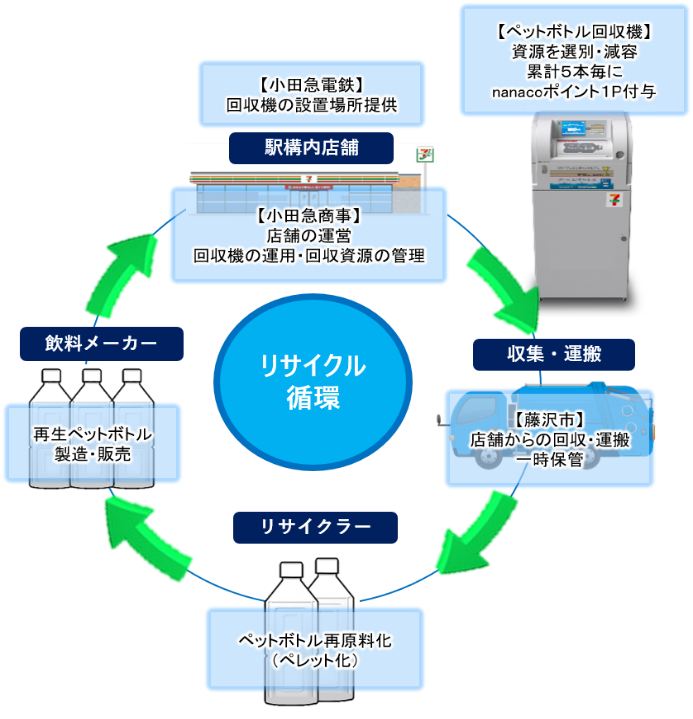 【ペットボトル回収機】
資源を選別・減容
累計５本毎に
nanacoポイント１P付与
【小田急電鉄】
回収機の設置場所提供
駅構内店舗
【小田急商事】
店舗の運営
回収機の運用・回収資源の管理
飲料メーカー
再生ペットボトル
製造・販売
リサイクル
循環
収集・運搬
【藤沢市】
店舗からの回収・運搬
一時保管
リサイクラー
ペットボトル再原料化
（ペレット化）